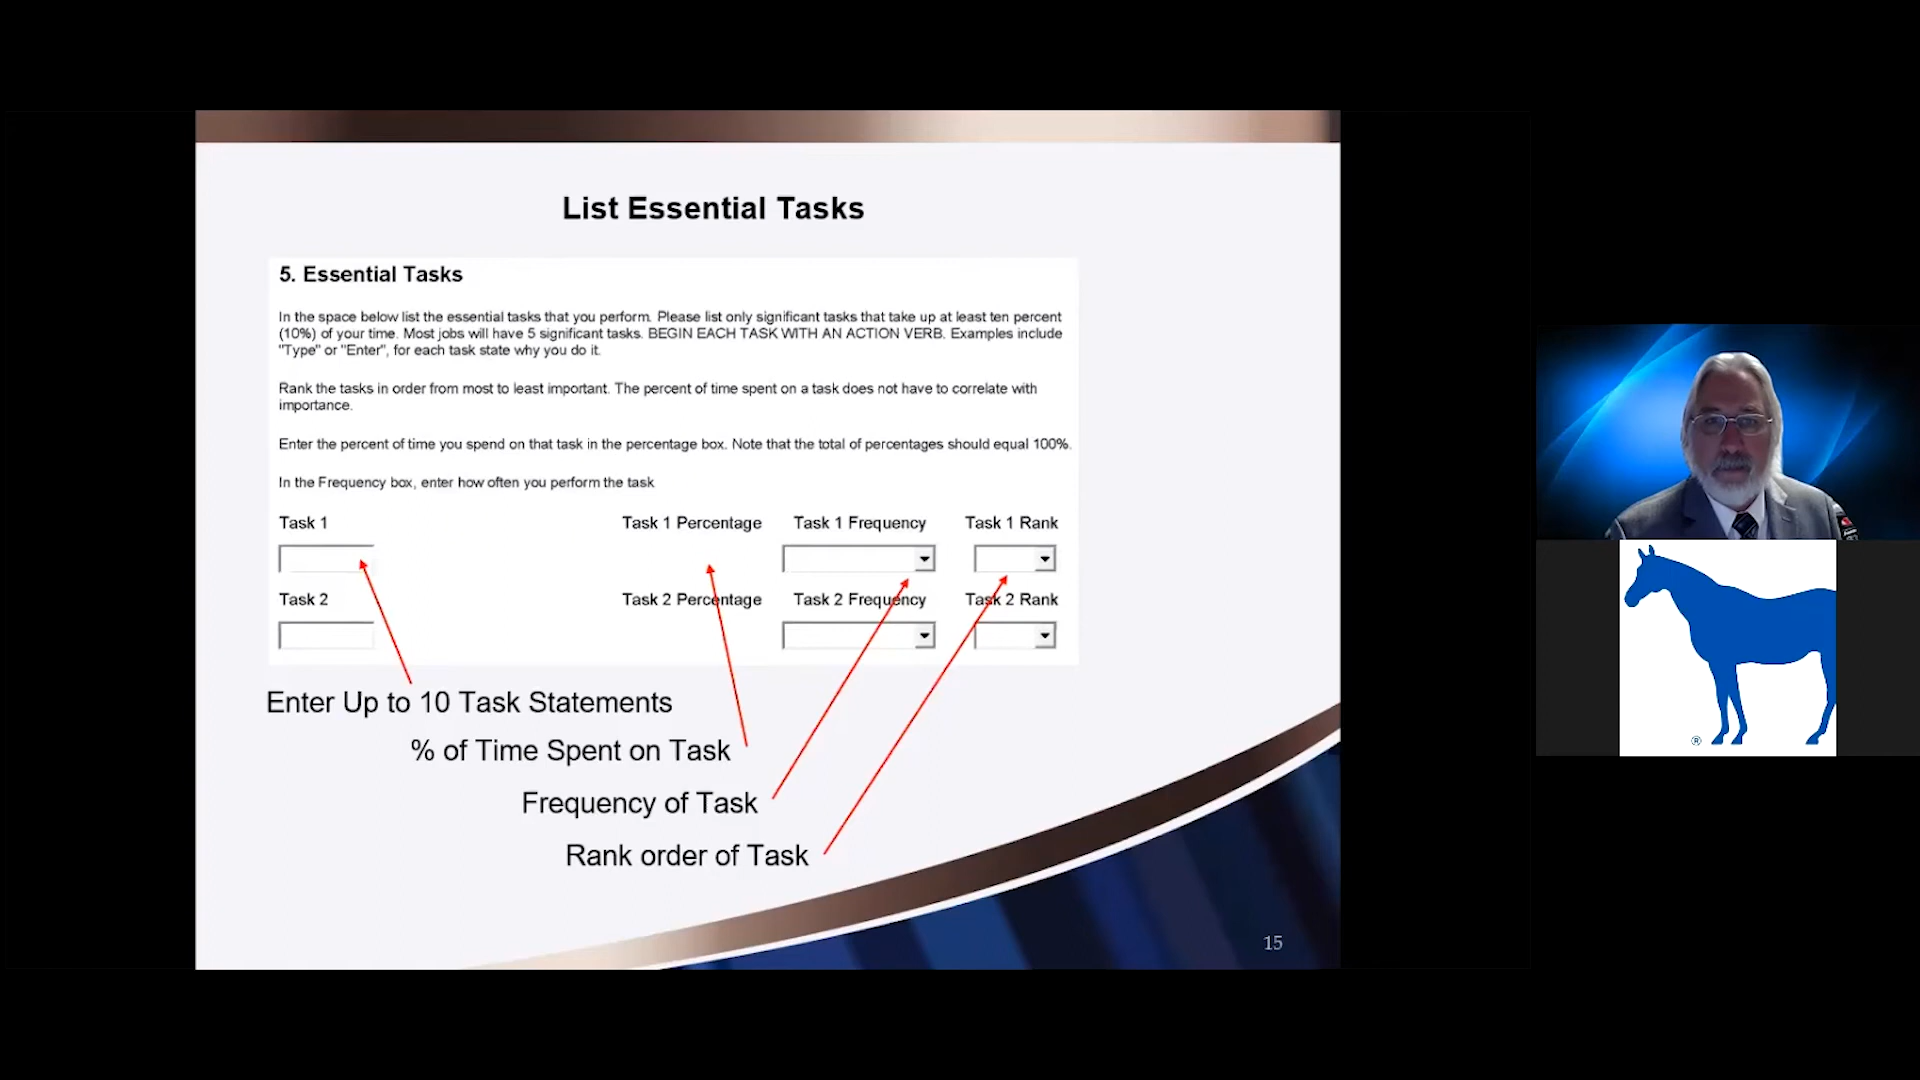 List Essential Tasks
5. Essential Tasks
In the space below list the essential tasks that you perform. Please list only significant tasks that take up at least ten percent
(10%) of your time. Most jobs will have 5 significant tasks. BEGIN EACH TASK WITH AN ACTION VERB. Examples include
"Type" or "Enter", for each task state why you do it.
Rank the tasks in order from most to least important. The percent of time spent on a task does not have to correlate with
importance.
Enter the percent of time you spend on that task in the percentage box. Note that the total of percentages should equal 100%.
In the Frequency box, enter how often you perform the task
Task 1 Task 1 Percentage Task 1 Frequency Task 1 Rank
Task 2 Task 2 Percentage Task 2 Frequency Task 2 Rank
Enter Up to 10 Task Statements
% of Time Spent on Task
Frequency of Task
Rank order of Task
15
®